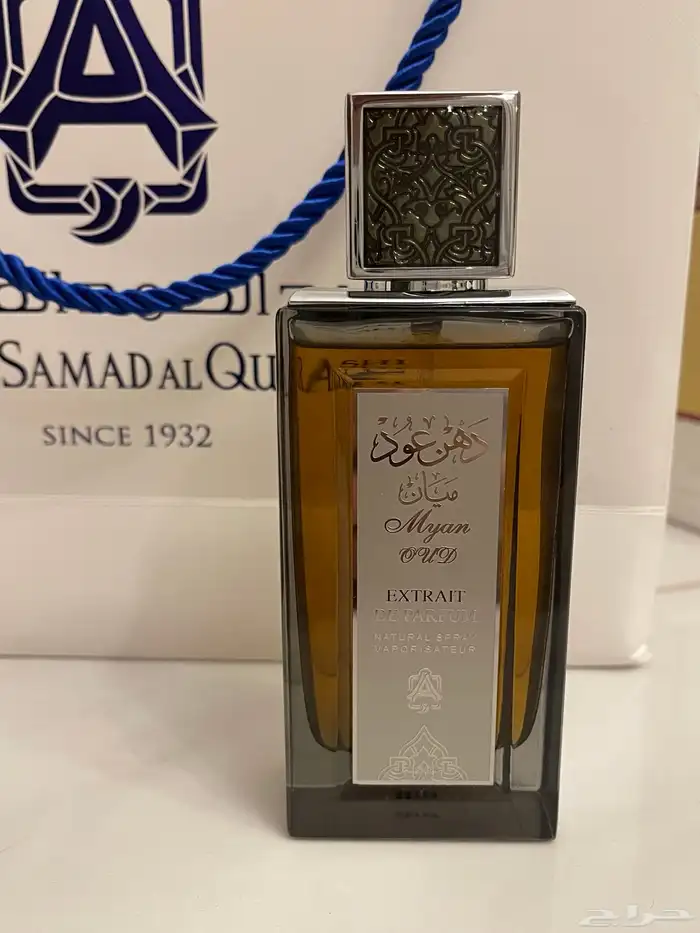 SAMAD AL QU
SINCE 1932
دهن عود
ميان
Myan
OUD
EXTRAIT
DE PARFUM
NATURAL SPRAY
VAPORISATEUR
حراج